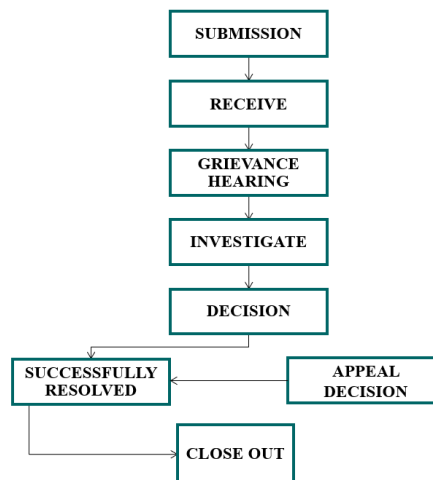 SUBMISSION
RECEIVE
GRIEVANCE
HEARING
INVESTIGATE
DECISION
SUCCESSFULLY
RESOLVED
APPEAL
DECISION
CLOSE OUT